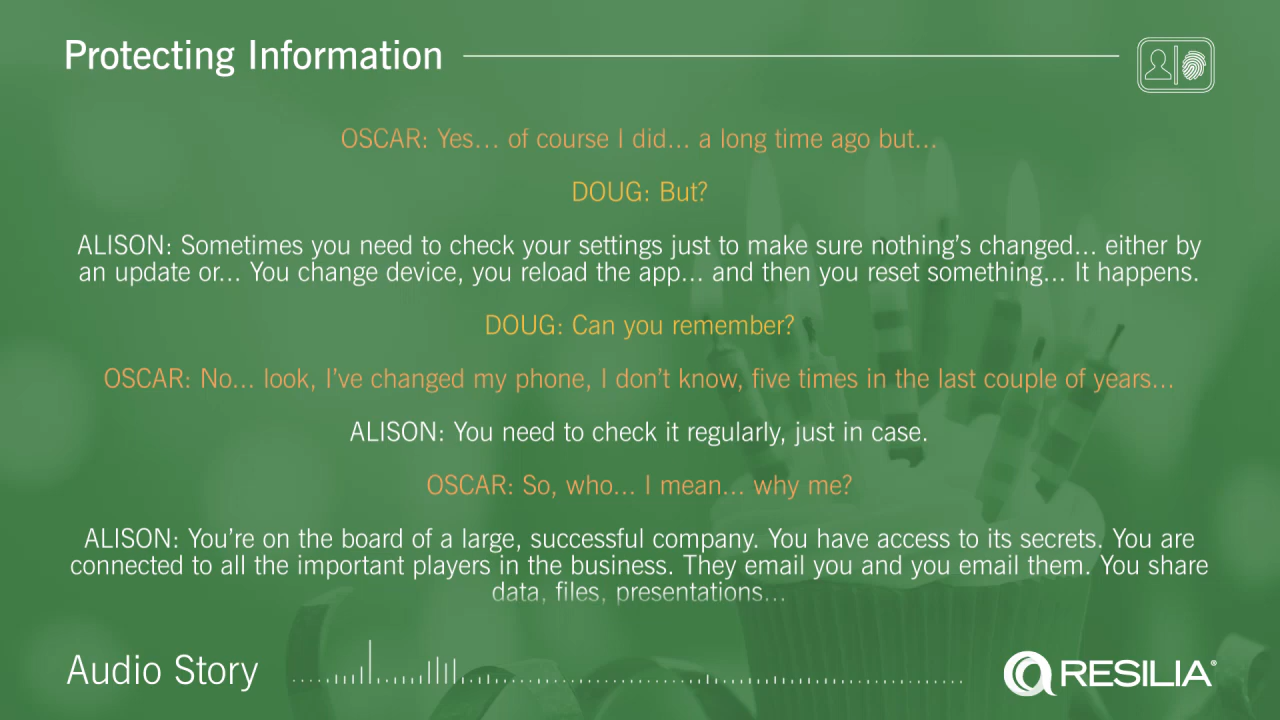 Protecting Information
OSCAR: Yes... of course I did... a long time ago but...
DOUG: But?
ALISON: Sometimes you need to check your settings just to make sure nothing's changed... either by
an update or... You change device, you reload the app... and then you reset something... It happens.
DOUG: Can you remember?
OSCAR: No... look, I've changed my phone, I don't know, five times in the last couple of years...
ALISON: You need to check it regularly, just in case.
OSCAR: So, who... I mean... why me?
ALISON: You're on the board of a large, successful company. You have access to its secrets. You are
connected to all the important players in the business. They email you and you email them. You share
data, files, presentations...
Audio Story
RESILIA®